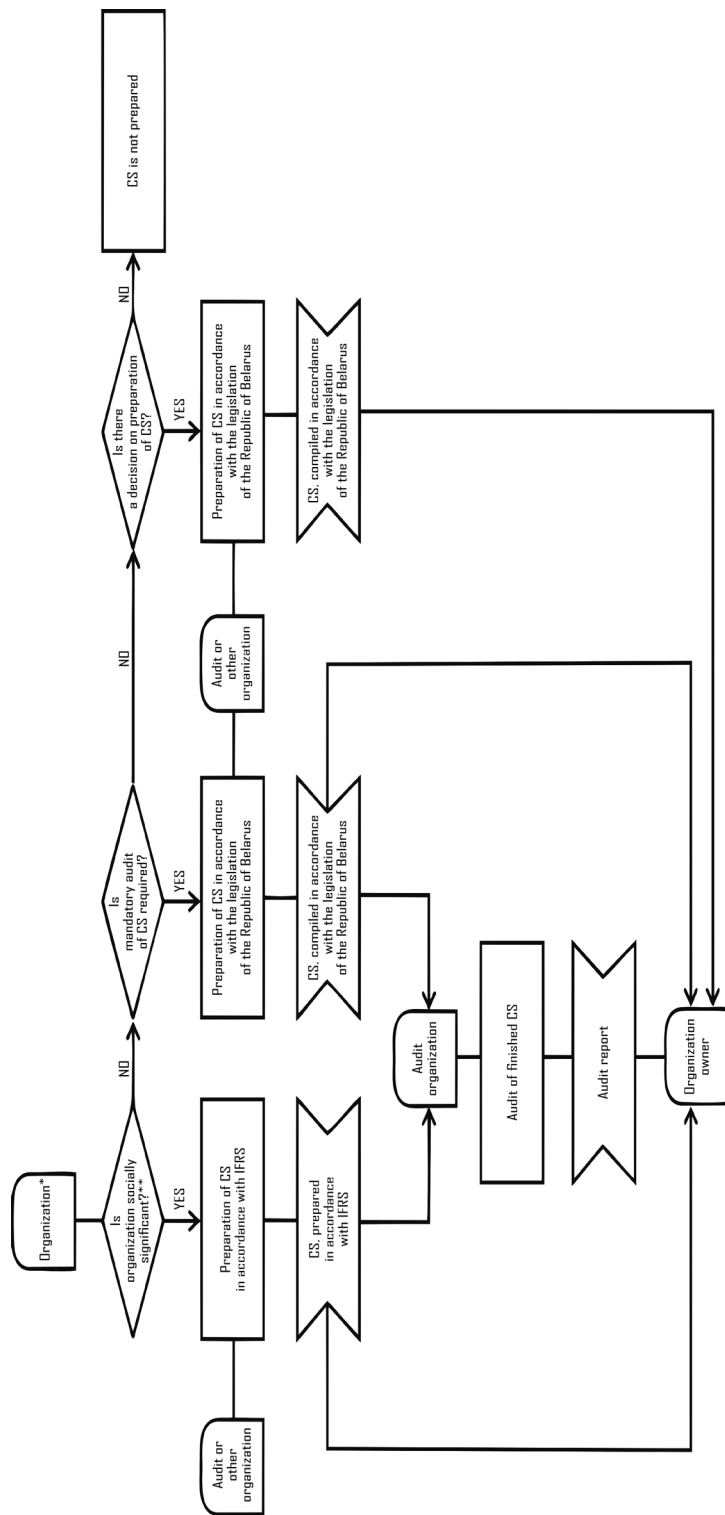 Organization*
Is
organization socially
significant?**
NO
Is
mandatory audit
of CS required?
NO
Is there
a decision on preparation
of CS?
NO
CS is not prepared
YES
YES
YES
Audit or
other
organization
Preparation of CS
in accordance with IFRS
Preparation of CS in accordance
with the legislation
of the Republic of Belarus
Audit or
other
organization
Preparation of CS in accordance
with the legislation
of the Republic of Belarus
CS, prepared
in accordance
with IFRS
CS, compiled in accordance
with the legislation
of the Republic of Belarus
CS, compiled in accordance
with the legislation
of the Republic of Belarus
Audit
organization
Audit of finished CS
Audit report
Organization
owner